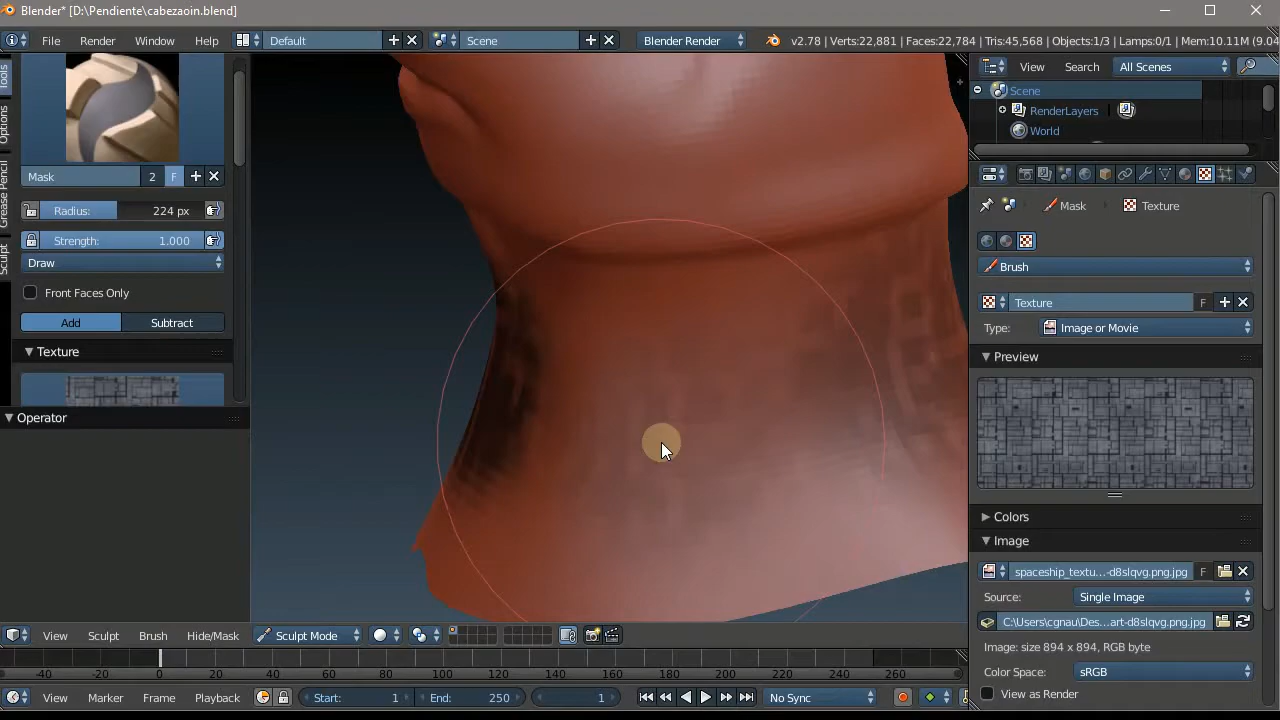 Blender* [D:\Pendiente\cabezaoin.blend]
File Render Window Help Default Scene Blender Render v2.78 | Verts:22,881 | Faces:22,784 | Tris:45,568 | Objects:1/3 | Lamps:0/1 | Mem:10.11M (9.04
Tools
Options
Grease Pencil
Sculpt
Mask 2 F
Radius: 224 px
Strength: 1.000
Draw
Front Faces Only
Add Subtract
Texture
Operator
View Search All Scenes
Scene
RenderLayers |
World
Mask Texture
Brush
Texture F
Type: Image or Movie
Preview
Colors
Image
spaceship_textu...-d8slqvg.png.jpg F
Source: Single Image
C:\Users\cgnau\Des...art-d8slqvg.png.jpg
Image: size 894 x 894, RGB byte
Color Space: sRGB
View as Render
View Sculpt Brush Hide/Mask Sculpt Mode
-40 -20 0 20 40 60 80 100 120 140 160 180 200 220 240 260
View Marker Frame Playback Start: 1 End: 250 1 No Sync